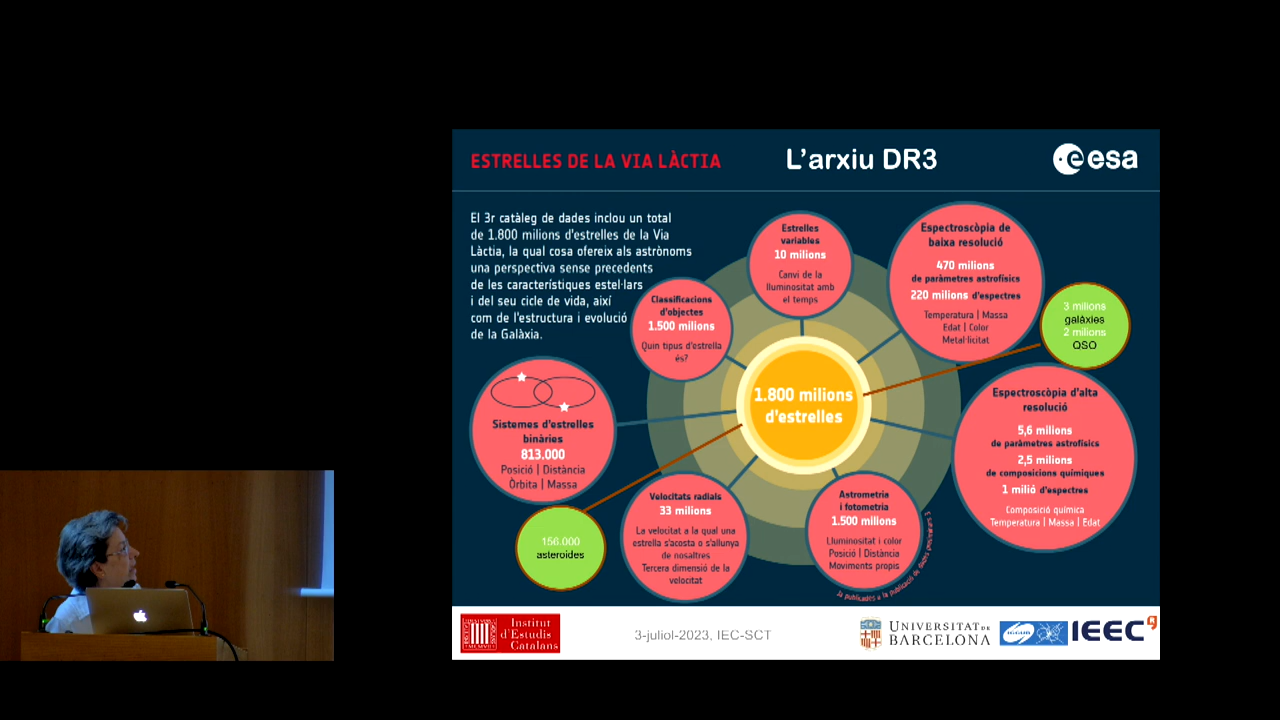 ESTRELLES DE LA VIA LÀCTIA
L'arxiu DR3
esa
El 3r catàleg de dades inclou un total
de 1.800 milions d'estrelles de la Via
Làctia, la qual cosa ofereix als astrònoms
una perspectiva sense precedents
de les característiques estel·lars
i del seu cicle de vida, així
com de l'estructura i evolució
de la Galàxia.
Estrelles
variables
10 milions
Canvi de la
lluminositat amb
el temps
Espectroscòpia de
baixa resolució
470 milions
de paràmetres astrofísics
220 milions d'espectres
Temperatura | Massa
Edat | Color
Metal·licitat
Classificacions
d'objectes
1.500 milions
Quin tipus d'estrella
és?
3 milions
galàxies
2 milions
QSO
1.800 milions
d'estrelles
Sistemes d'estrelles
binàries
813.000
Posició | Distància
Òrbita | Massa
Espectroscòpia d'alta
resolució
5,6 milions
de paràmetres astrofísics
2,5 milions
de composicions químiques
1 milió d'espectres
Composició química
Temperatura | Massa | Edat
156.000
asteroides
Velocitats radials
33 milions
La velocitat a la qual una
estrella s'acosta o s'allunya
de nosaltres
Tercera dimensió de la
velocitat
Astrometria
i fotometria
1.500 milions
Lluminositat i color
Posició | Distància
Moviments propis
Institut
d'Estudis
Catalans
3-juliol-2023, IEC-SCT
UNIVERSITAT DE
BARCELONA
ICCUB
IEEC